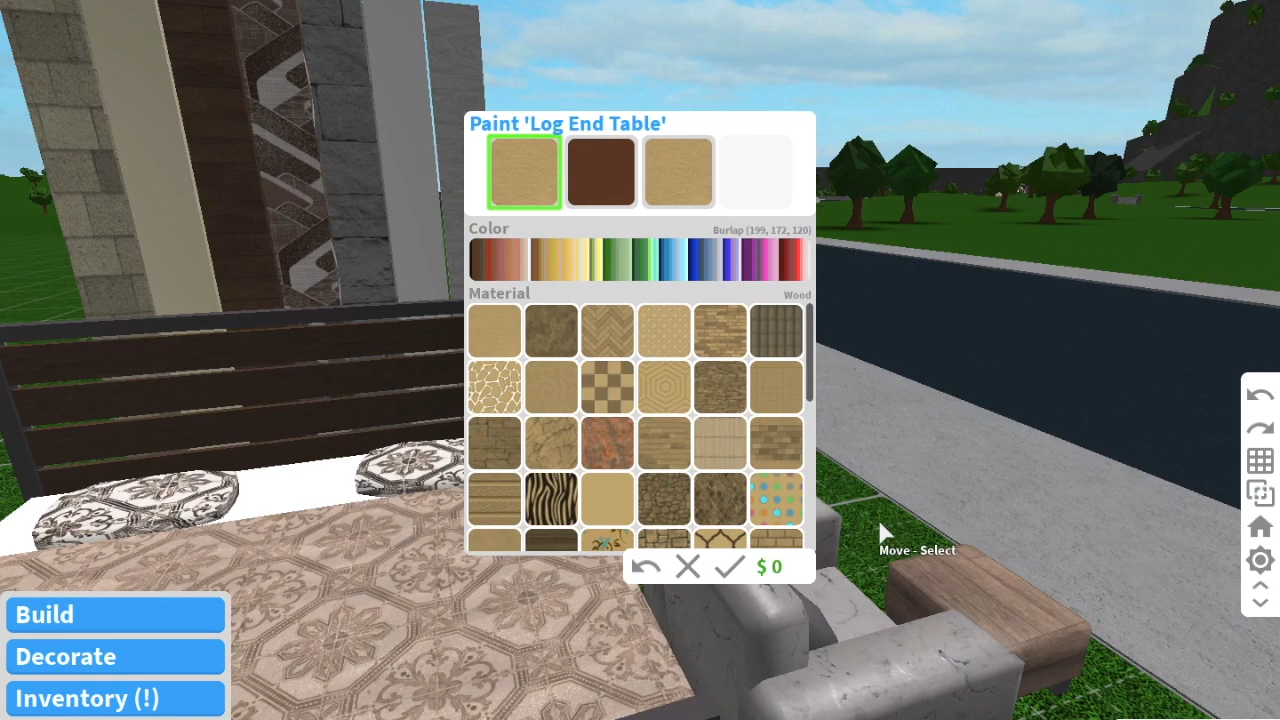 Paint 'Log End Table'
Color
Burlap (199, 172, 120)
Material
Wood
Move - Select
$ 0
Build
Decorate
Inventory (!)